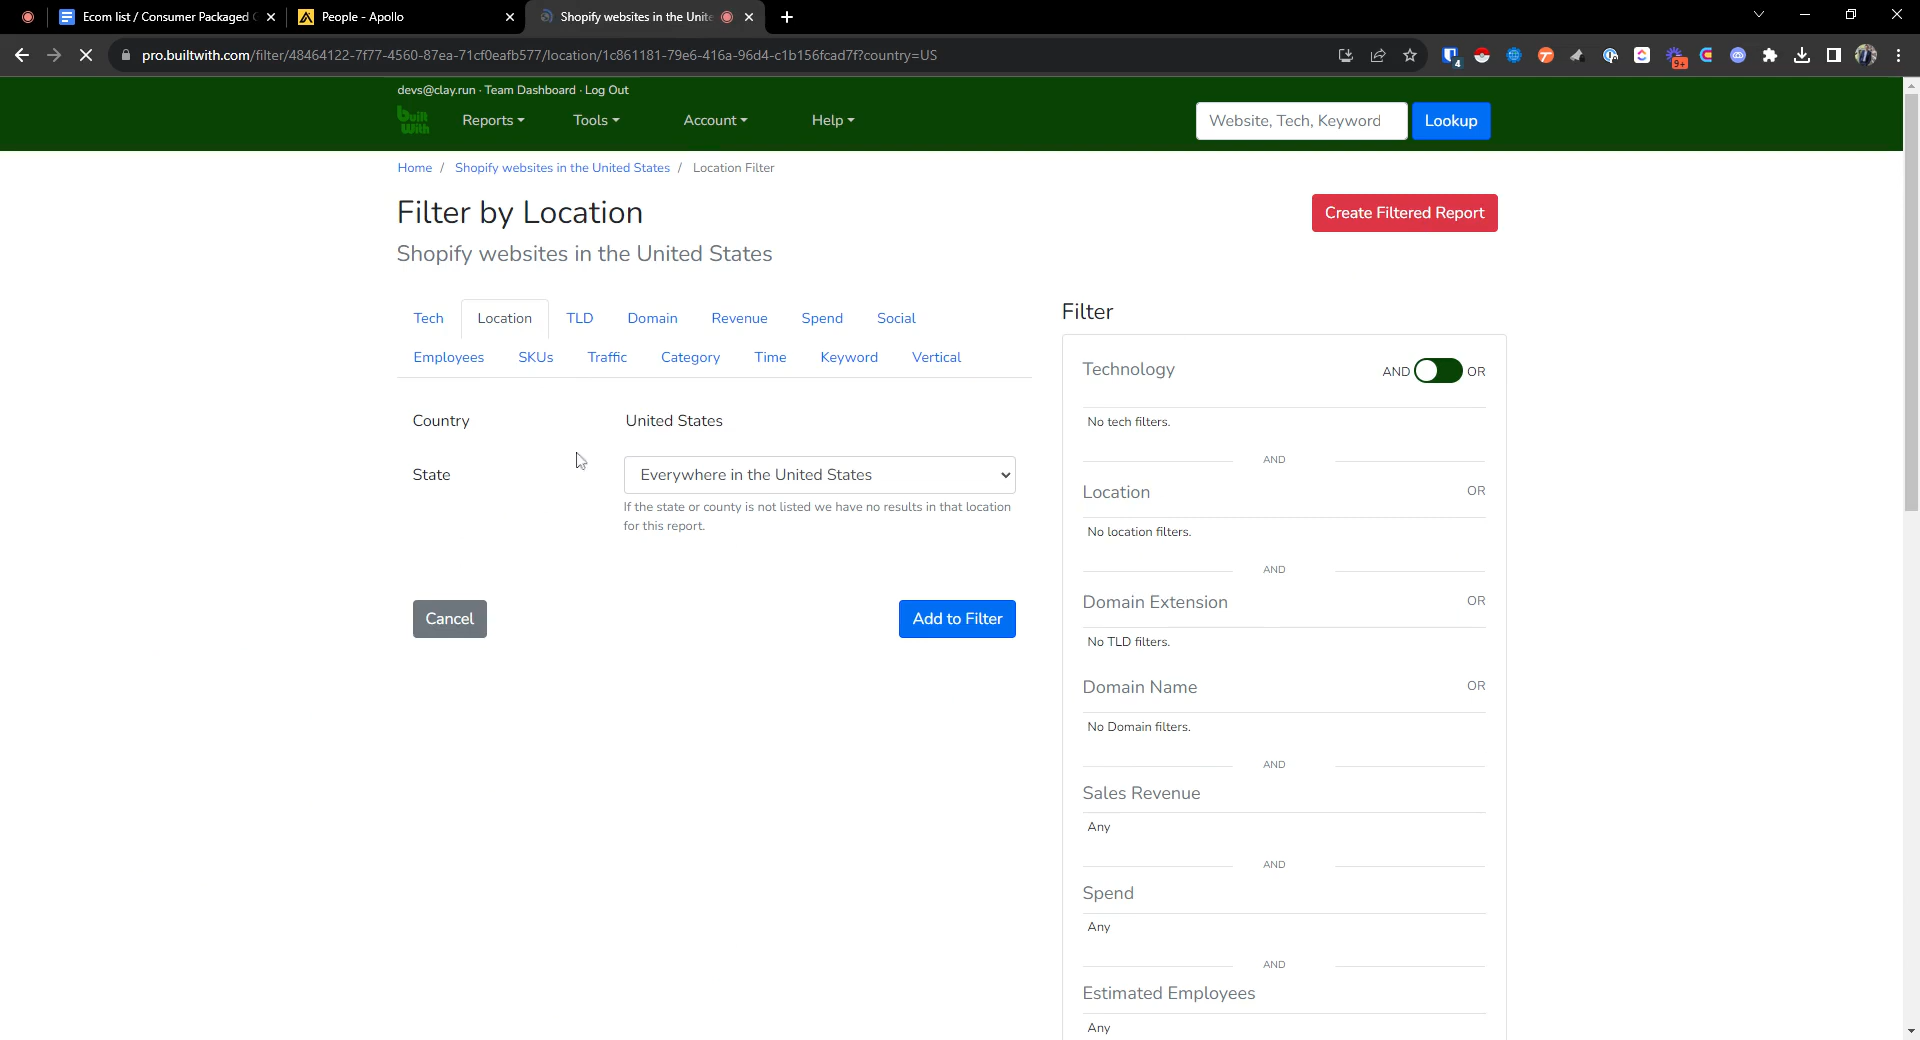 Ecom list / Consumer Packaged
People - Apollo
Shopify websites in the Unit
pro.builtwith.com/filter/48464122-7f77-4560-87ea-71cf0eafb577/location/1c861181-79e6-416a-96d4-c1b156fcad7f?country=US
4
9+
devs@clay.run · Team Dashboard · Log Out
built
With
Reports
Tools
Account
Help
Website, Tech, Keyword
Lookup
Home / Shopify websites in the United States / Location Filter
Filter by Location
Create Filtered Report
Shopify websites in the United States
Tech
Location
TLD
Domain
Revenue
Spend
Social
Employees
SKUs
Traffic
Category
Time
Keyword
Vertical
Country
United States
State
Everywhere in the United States
If the state or county is not listed we have no results in that location
for this report.
Cancel
Add to Filter
Filter
Technology
AND
OR
No tech filters.
AND
Location
OR
No location filters.
AND
Domain Extension
OR
No TLD filters.
Domain Name
OR
No Domain filters.
AND
Sales Revenue
Any
AND
Spend
Any
AND
Estimated Employees
Any